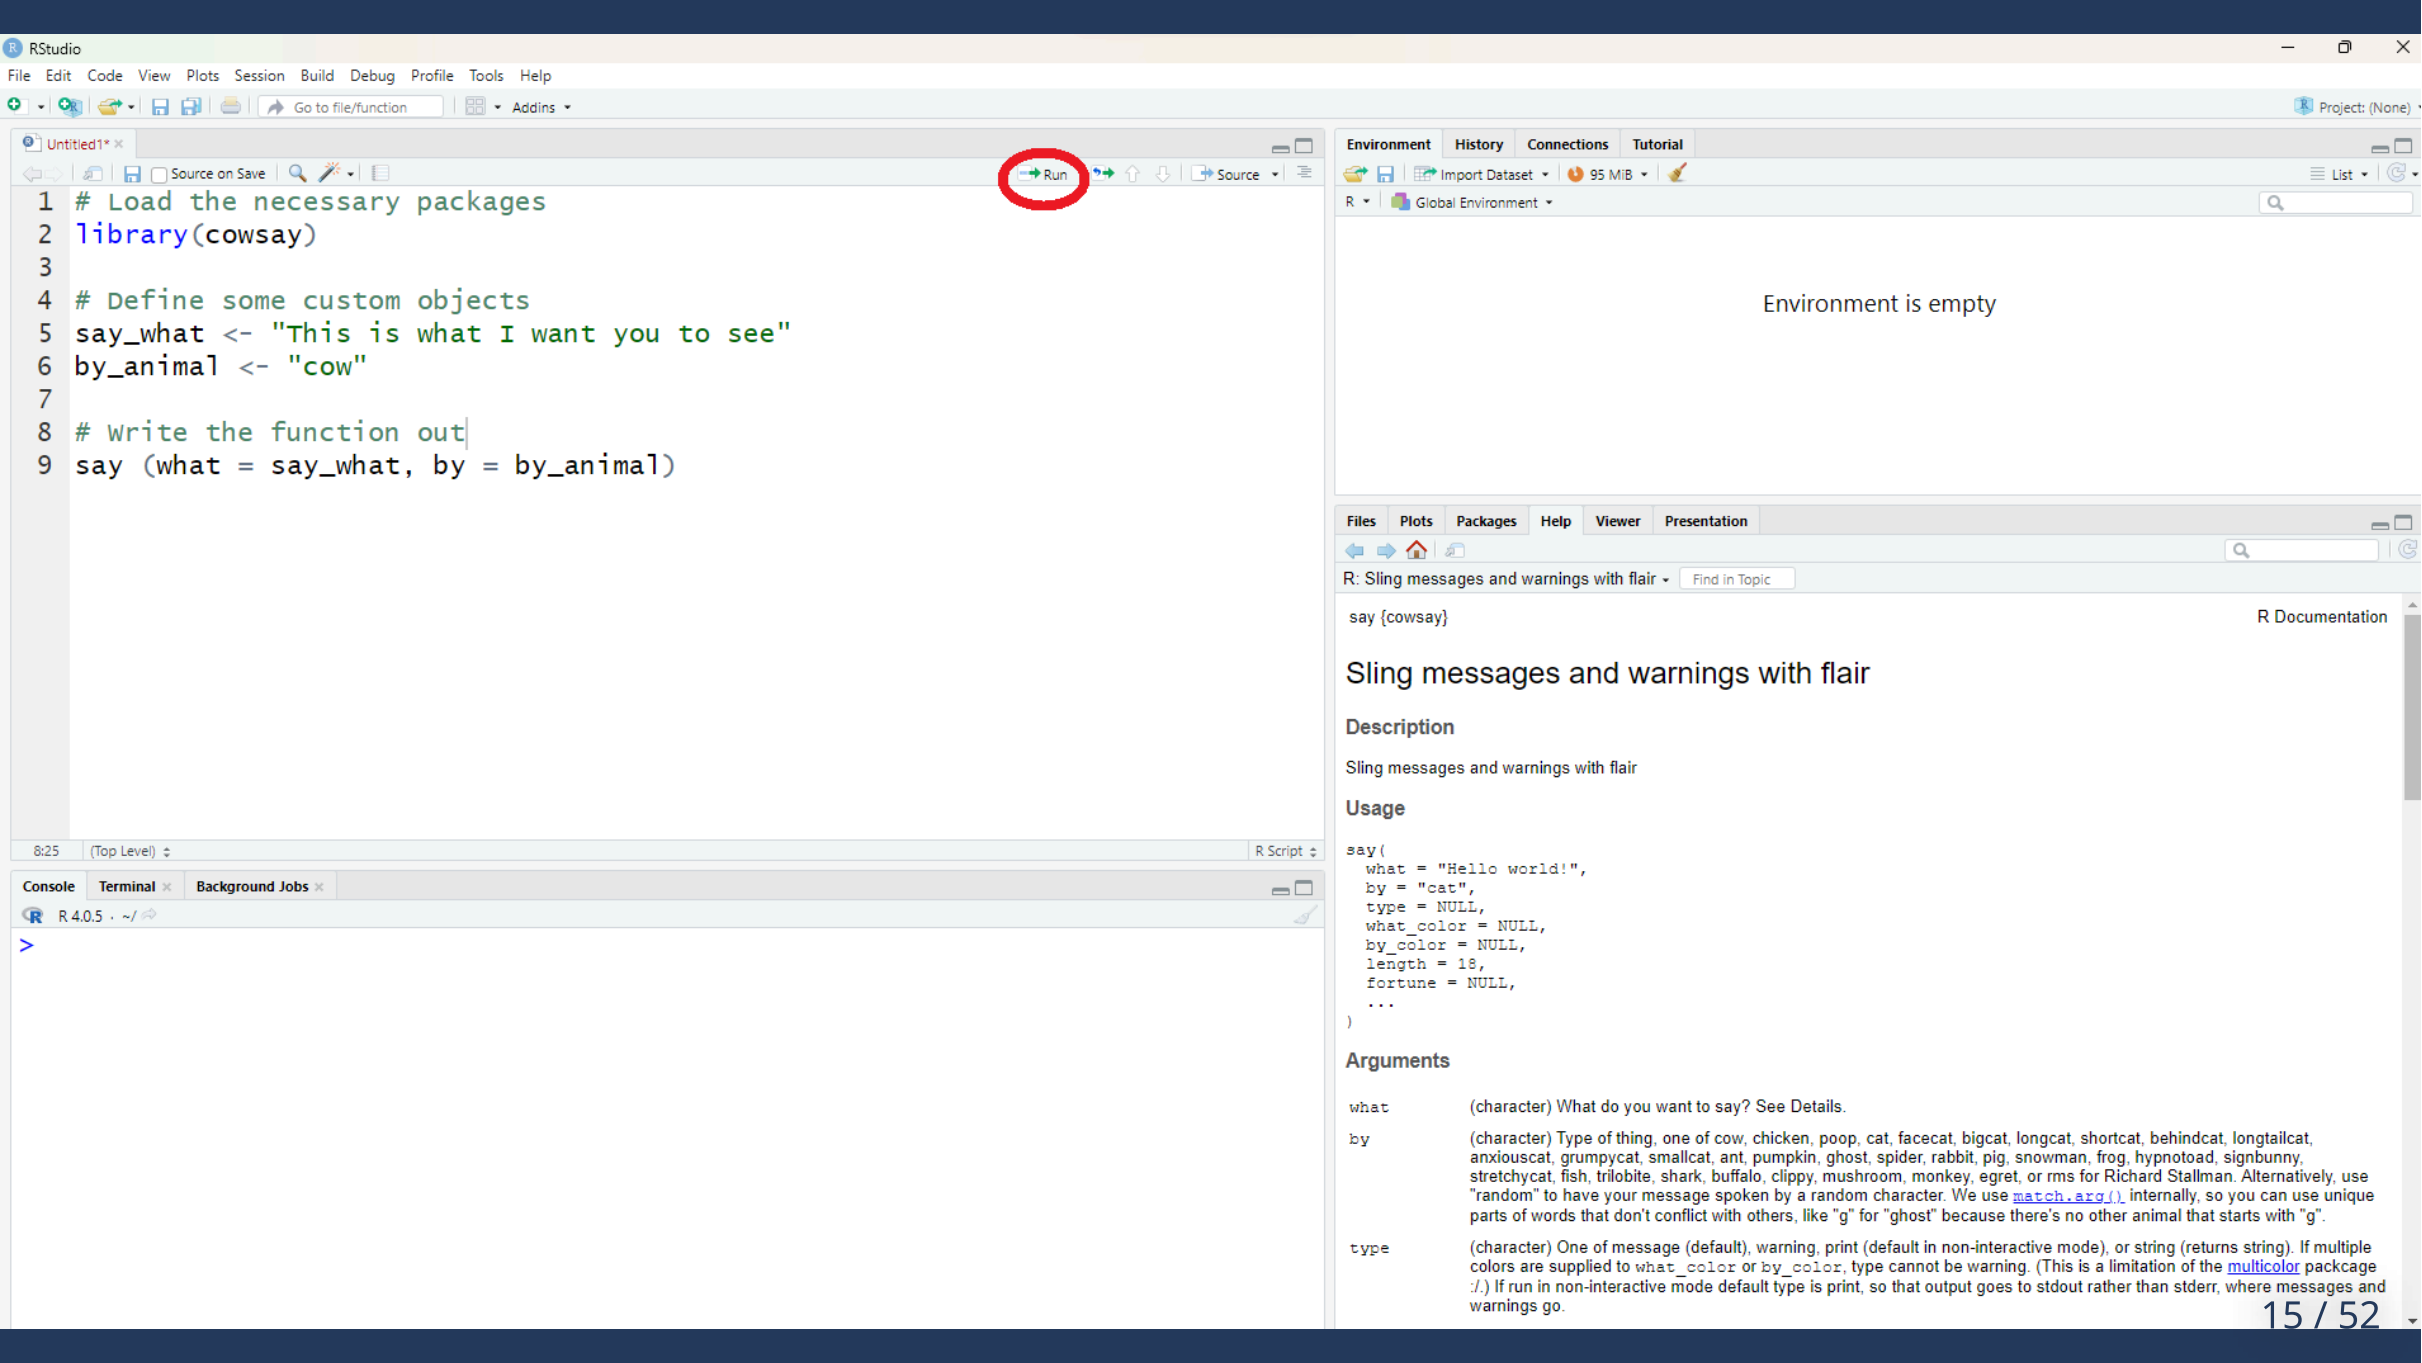 RStudio
File Edit Code View Plots Session Build Debug Profile Tools Help
Go to file/function Addins Project: (None)
Untitled1*
Source on Save Run Source
1 # Load the necessary packages
2 library(cowsay)
3
4 # Define some custom objects
5 say_what <- "This is what I want you to see"
6 by_animal <- "cow"
7
8 # Write the function out
9 say (what = say_what, by = by_animal)
8:25 (Top Level) R Script
Console Terminal Background Jobs
R 4.0.5 · ~/
>
Environment History Connections Tutorial
Import Dataset 95 MiB List
R Global Environment
Environment is empty
Files Plots Packages Help Viewer Presentation
R: Sling messages and warnings with flair Find in Topic
say {cowsay} R Documentation
Sling messages and warnings with flair
Description
Sling messages and warnings with flair
Usage
say(
what = "Hello world!",
by = "cat",
type = NULL,
what_color = NULL,
by_color = NULL,
length = 18,
fortune = NULL,
...
)
Arguments
what (character) What do you want to say? See Details.
by (character) Type of thing, one of cow, chicken, poop, cat, facecat, bigcat, longcat, shortcat, behindcat, longtailcat,
anxiouscat, grumpycat, smallcat, ant, pumpkin, ghost, spider, rabbit, pig, snowman, frog, hypnotoad, signbunny,
stretchycat, fish, trilobite, shark, buffalo, clippy, mushroom, monkey, egret, or rms for Richard Stallman. Alternatively, use
"random" to have your message spoken by a random character. We use match.arg() internally, so you can use unique
parts of words that don't conflict with others, like "g" for "ghost" because there's no other animal that starts with "g".
type (character) One of message (default), warning, print (default in non-interactive mode), or string (returns string). If multiple
colors are supplied to what_color or by_color, type cannot be warning. (This is a limitation of the multicolor packcage
:/.) If run in non-interactive mode default type is print, so that output goes to stdout rather than stderr, where messages and
warnings go.
15 / 52